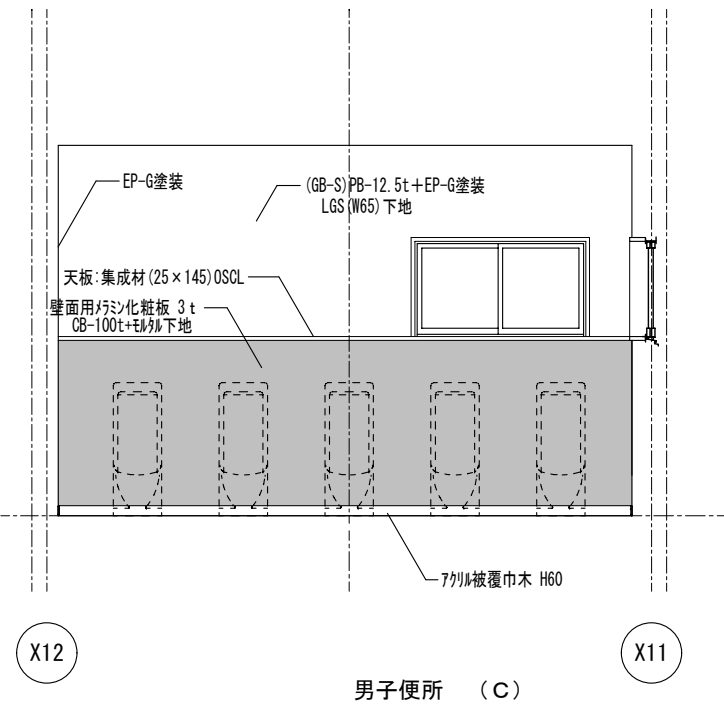 EP-G塗装
(GB-S)PB-12.5t+EP-G塗装
LGS(W65)下地
天板:集成材(25×145)OSCL
壁面用メラミン化粧板 3t
CB-100t+モルタル下地
アクリル被覆巾木 H60
X12
X11
男子便所 (C)